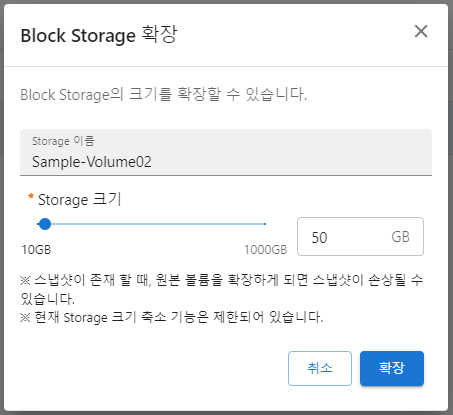 Block Storage 확장
Block Storage의 크기를 확장할 수 있습니다.
Storage 이름
Sample-Volume02
* Storage 크기
50 GB
10GB 1000GB
※ 스냅샷이 존재 할 때, 원본 볼륨을 확장하게 되면 스냅샷이 손상될 수
있습니다.
※ 현재 Storage 크기 축소 기능은 제한되어 있습니다.
취소 확장